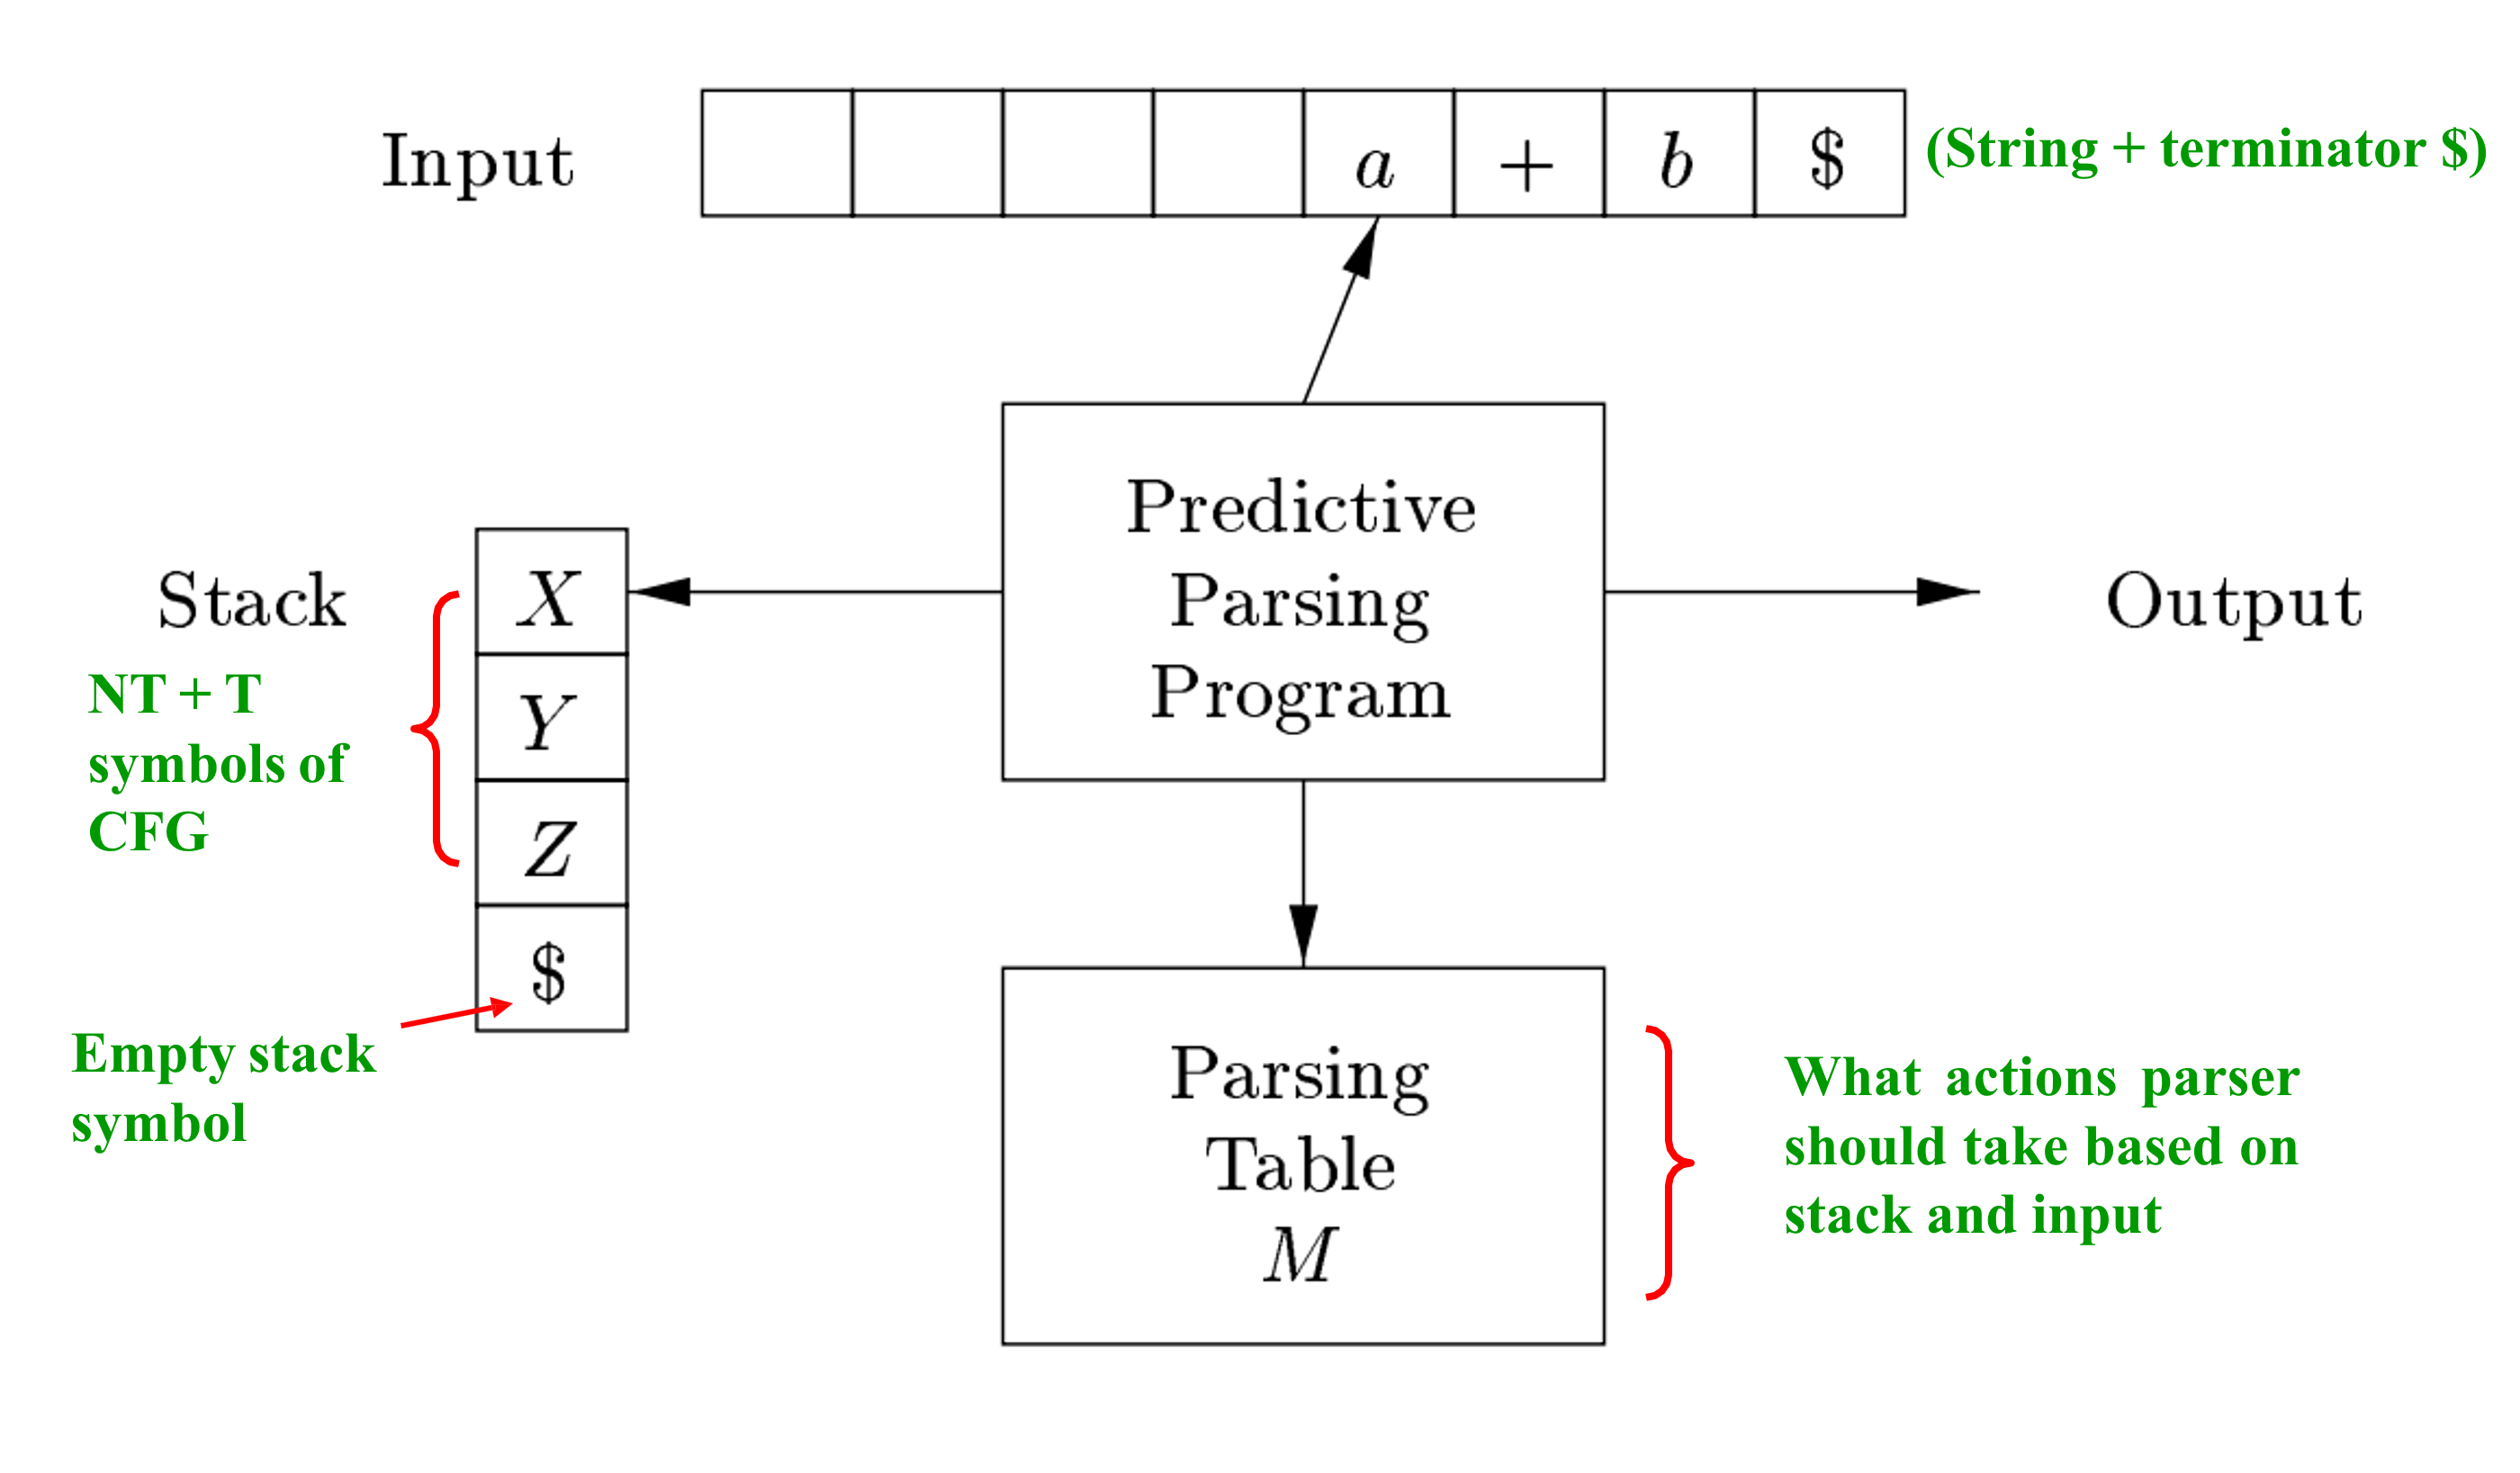 Input
a + b $
(String + terminator $)
Predictive
Parsing
Program
Stack
X
Y
Z
$
Output
NT + T
symbols of
CFG
Empty stack
symbol
Parsing
Table
M
What actions parser
should take based on
stack and input